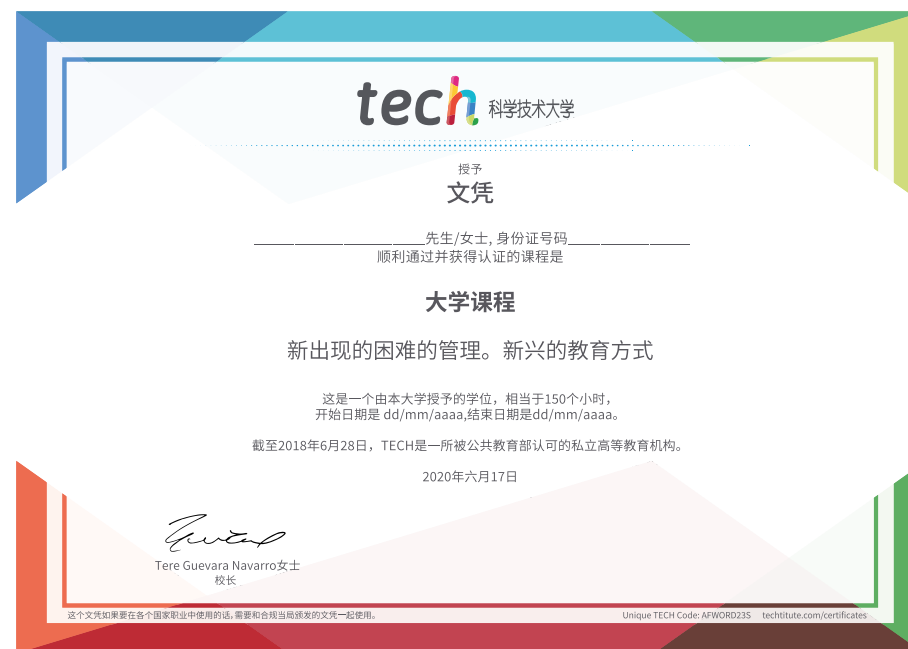 tech 科学技术大学
授予
文凭
先生/女士, 身份证号码
顺利通过并获得认证的课程是
大学课程
新出现的困难的管理。新兴的教育方式
这是一个由本大学授予的学位，相当于150个小时，
开始日期是 dd/mm/aaaa,结束日期是dd/mm/aaaa。
截至2018年6月28日，TECH是一所被公共教育部认可的私立高等教育机构。
2020年六月17日
Tere Guevara Navarro女士
校长
这个文凭如果要在各个国家职业中使用的话,需要和合规当局颁发的文凭一起使用。
Unique TECH Code: AFWORD23S techtitute.com/certificates